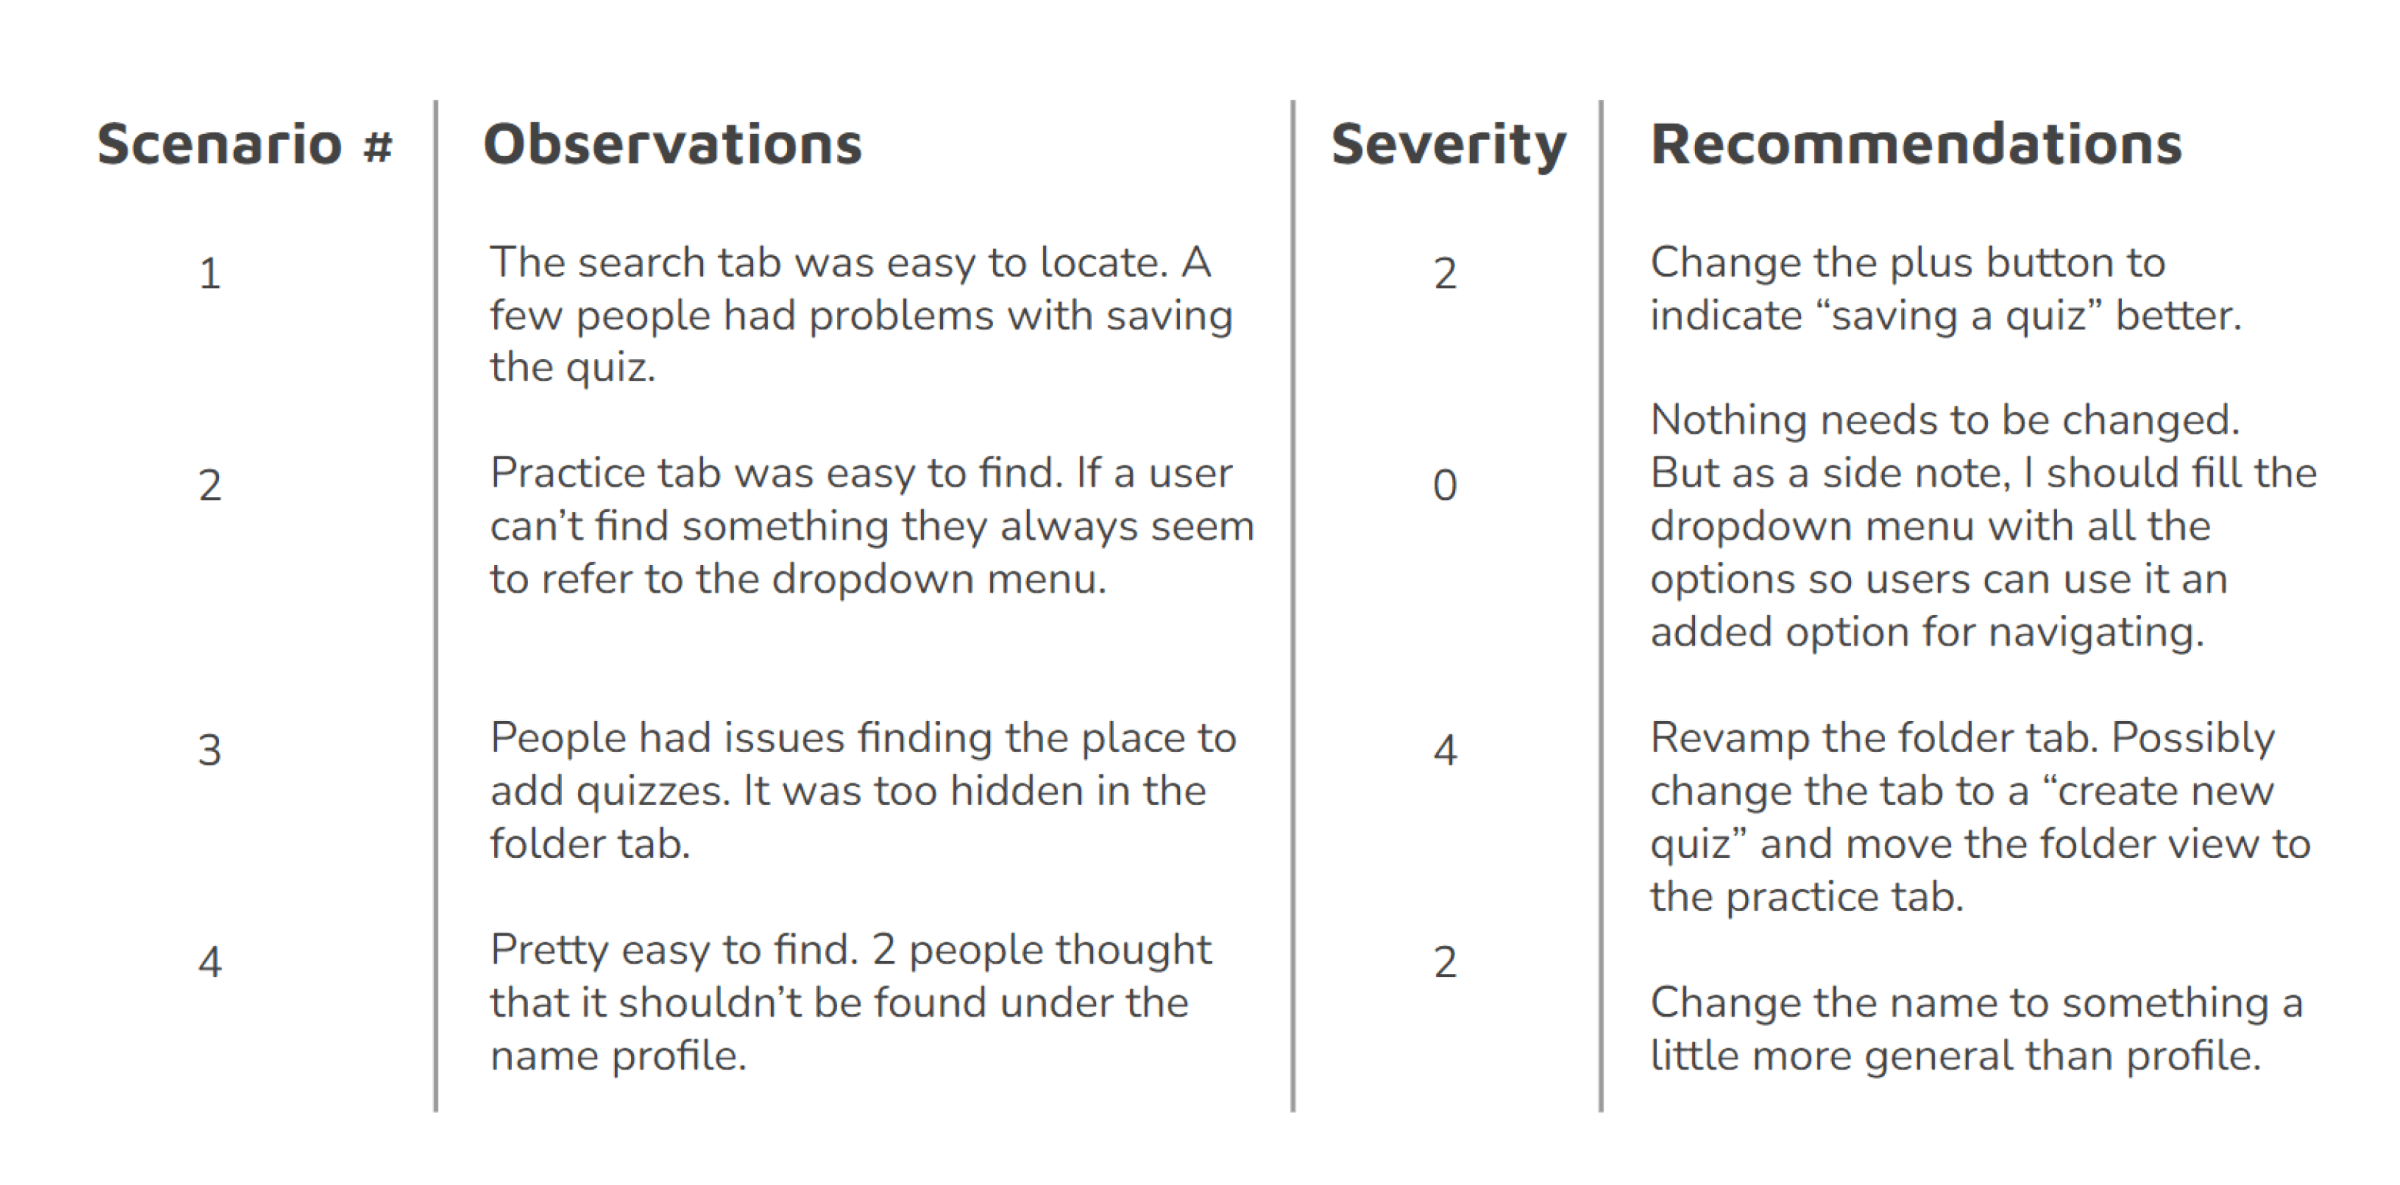 Scenario # Observations Severity Recommendations
1
The search tab was easy to locate. A
few people had problems with saving
the quiz.
2
Change the plus button to
indicate “saving a quiz” better.
2
Practice tab was easy to find. If a user
can’t find something they always seem
to refer to the dropdown menu.
0
Nothing needs to be changed.
But as a side note, I should fill the
dropdown menu with all the
options so users can use it an
added option for navigating.
3
People had issues finding the place to
add quizzes. It was too hidden in the
folder tab.
4
Revamp the folder tab. Possibly
change the tab to a “create new
quiz” and move the folder view to
the practice tab.
4
Pretty easy to find. 2 people thought
that it shouldn’t be found under the
name profile.
2
Change the name to something a
little more general than profile.